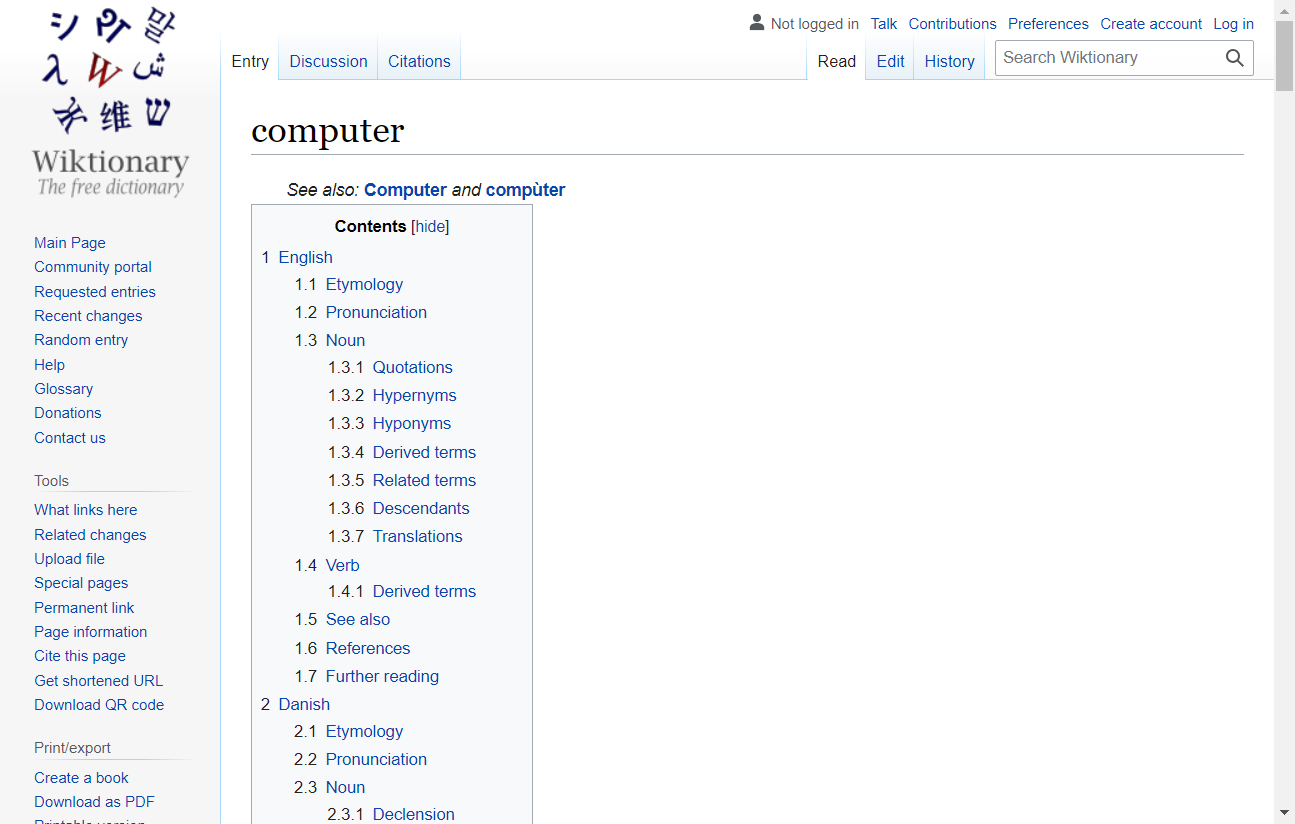 シ Ψ 말
λ W ش
维 ש
Wiktionary
The free dictionary
Main Page
Community portal
Requested entries
Recent changes
Random entry
Help
Glossary
Donations
Contact us
Tools
What links here
Related changes
Upload file
Special pages
Permanent link
Page information
Cite this page
Get shortened URL
Download QR code
Print/export
Create a book
Download as PDF
Printable version
Not logged in Talk Contributions Preferences Create account Log in
Entry Discussion Citations
Read Edit History
Search Wiktionary
computer
See also: Computer and compùter
Contents [hide]
1 English
1.1 Etymology
1.2 Pronunciation
1.3 Noun
1.3.1 Quotations
1.3.2 Hypernyms
1.3.3 Hyponyms
1.3.4 Derived terms
1.3.5 Related terms
1.3.6 Descendants
1.3.7 Translations
1.4 Verb
1.4.1 Derived terms
1.5 See also
1.6 References
1.7 Further reading
2 Danish
2.1 Etymology
2.2 Pronunciation
2.3 Noun
2.3.1 Declension